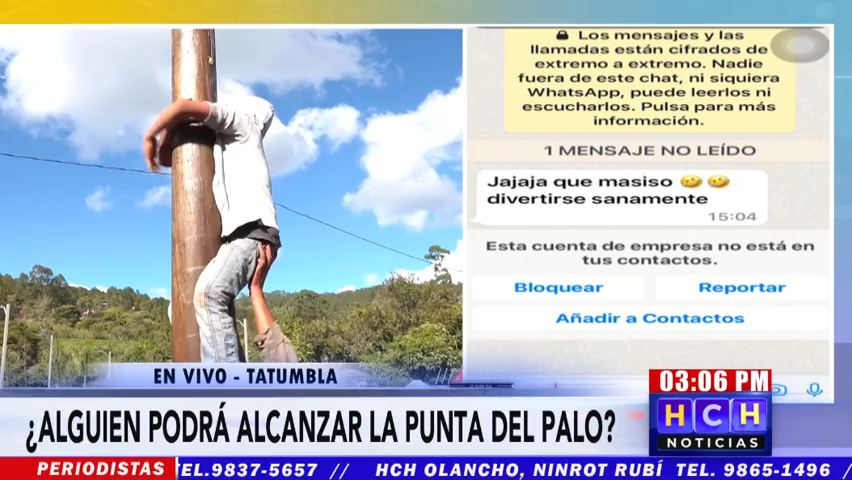 🔒 Los mensajes y las
llamadas están cifrados de
extremo a extremo. Nadie
fuera de este chat, ni siquiera
WhatsApp, puede leerlos ni
escucharlos. Pulsa para más
información.
1 MENSAJE NO LEÍDO
Jajaja que masiso 🤣🤣
divertirse sanamente
15:04
Esta cuenta de empresa no está en
tus contactos.
Bloquear Reportar
Añadir a Contactos
EN VIVO - TATUMBLA
03:06 PM
¿ALGUIEN PODRÁ ALCANZAR LA PUNTA DEL PALO?
HCH
NOTICIAS
PERIODISTAS TEL.9837-5657 // HCH OLANCHO, NINROT RUBÍ TEL. 9865-1496 //